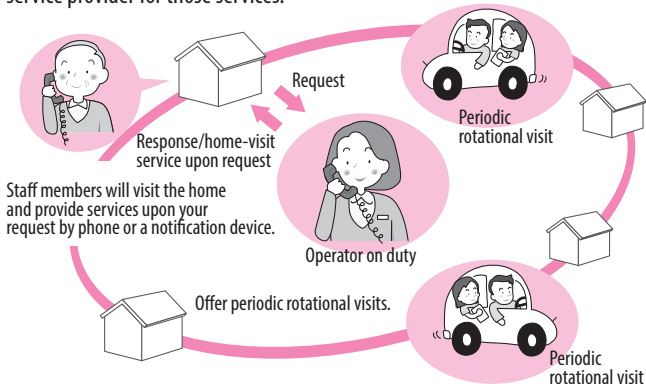 service provider for those services.
Request
Periodic
rotational visit
Response/home-visit
service upon request
Staff members will visit the home
and provide services upon your
request by phone or a notification device.
Operator on duty
Offer periodic rotational visits.
Periodic
rotational visit